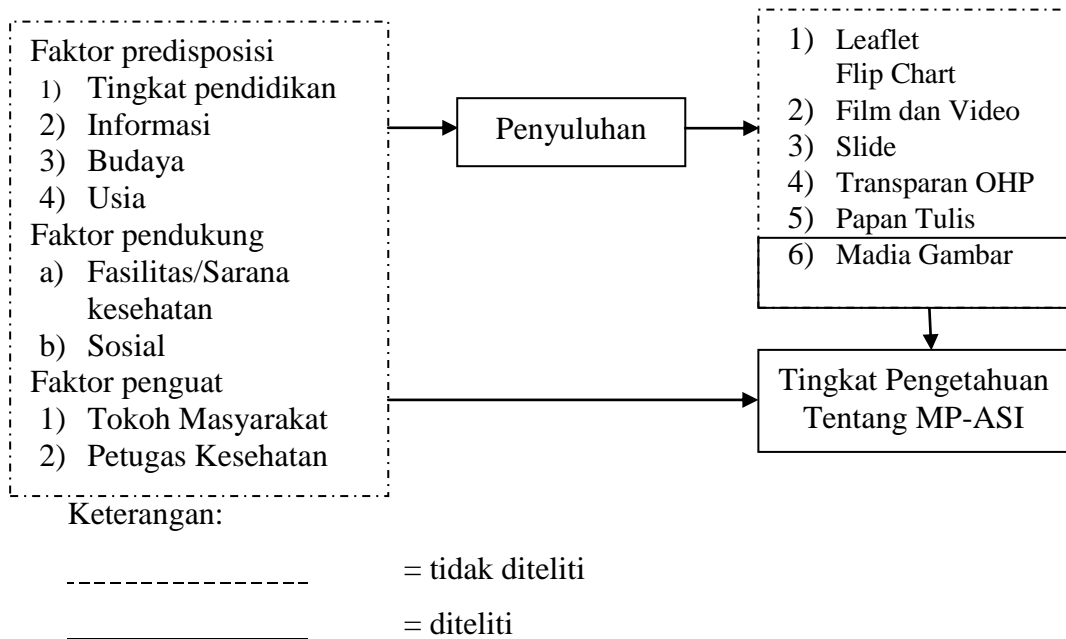 Faktor predisposisi
1) Tingkat pendidikan
2) Informasi
3) Budaya
4) Usia
Faktor pendukung
a) Fasilitas/Sarana
kesehatan
b) Sosial
Faktor penguat
1) Tokoh Masyarakat
2) Petugas Kesehatan
Penyuluhan
1) Leaflet
Flip Chart
2) Film dan Video
3) Slide
4) Transparan OHP
5) Papan Tulis
6) Madia Gambar
Tingkat Pengetahuan
Tentang MP-ASI
Keterangan:
= tidak diteliti
= diteliti